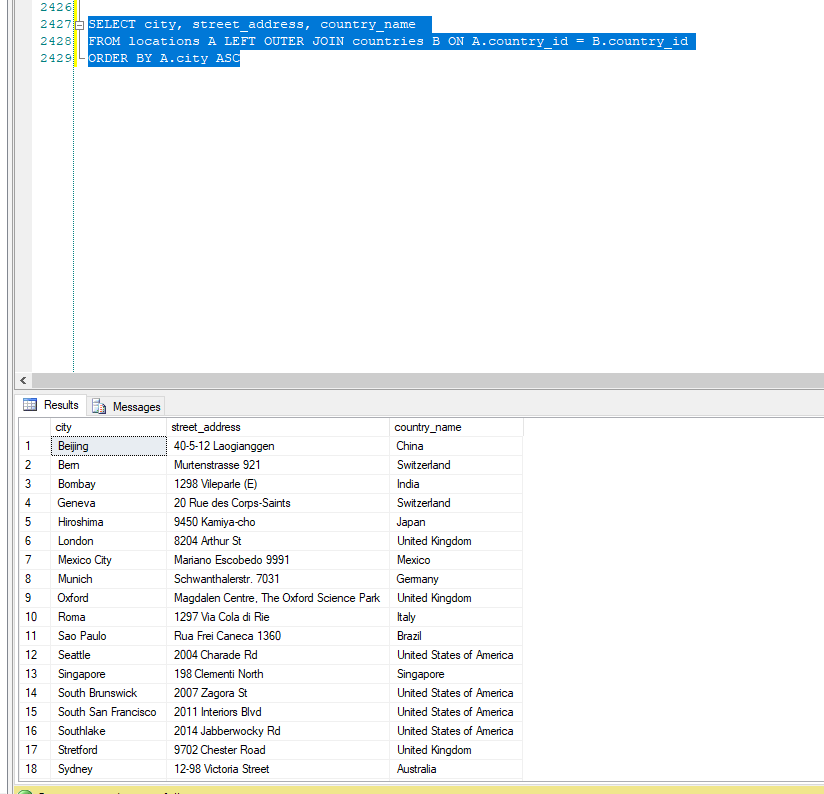 2426
2427 SELECT city, street_address, country_name
2428 FROM locations A LEFT OUTER JOIN countries B ON A.country_id = B.country_id
2429 ORDER BY A.city ASC
Results Messages
city street_address country_name
1 Beijing 40-5-12 Laogianggen China
2 Bern Murtenstrasse 921 Switzerland
3 Bombay 1298 Vileparle (E) India
4 Geneva 20 Rue des Corps-Saints Switzerland
5 Hiroshima 9450 Kamiya-cho Japan
6 London 8204 Arthur St United Kingdom
7 Mexico City Mariano Escobedo 9991 Mexico
8 Munich Schwanthalerstr. 7031 Germany
9 Oxford Magdalen Centre, The Oxford Science Park United Kingdom
10 Roma 1297 Via Cola di Rie Italy
11 Sao Paulo Rua Frei Caneca 1360 Brazil
12 Seattle 2004 Charade Rd United States of America
13 Singapore 198 Clementi North Singapore
14 South Brunswick 2007 Zagora St United States of America
15 South San Francisco 2011 Interiors Blvd United States of America
16 Southlake 2014 Jabberwocky Rd United States of America
17 Stretford 9702 Chester Road United Kingdom
18 Sydney 12-98 Victoria Street Australia